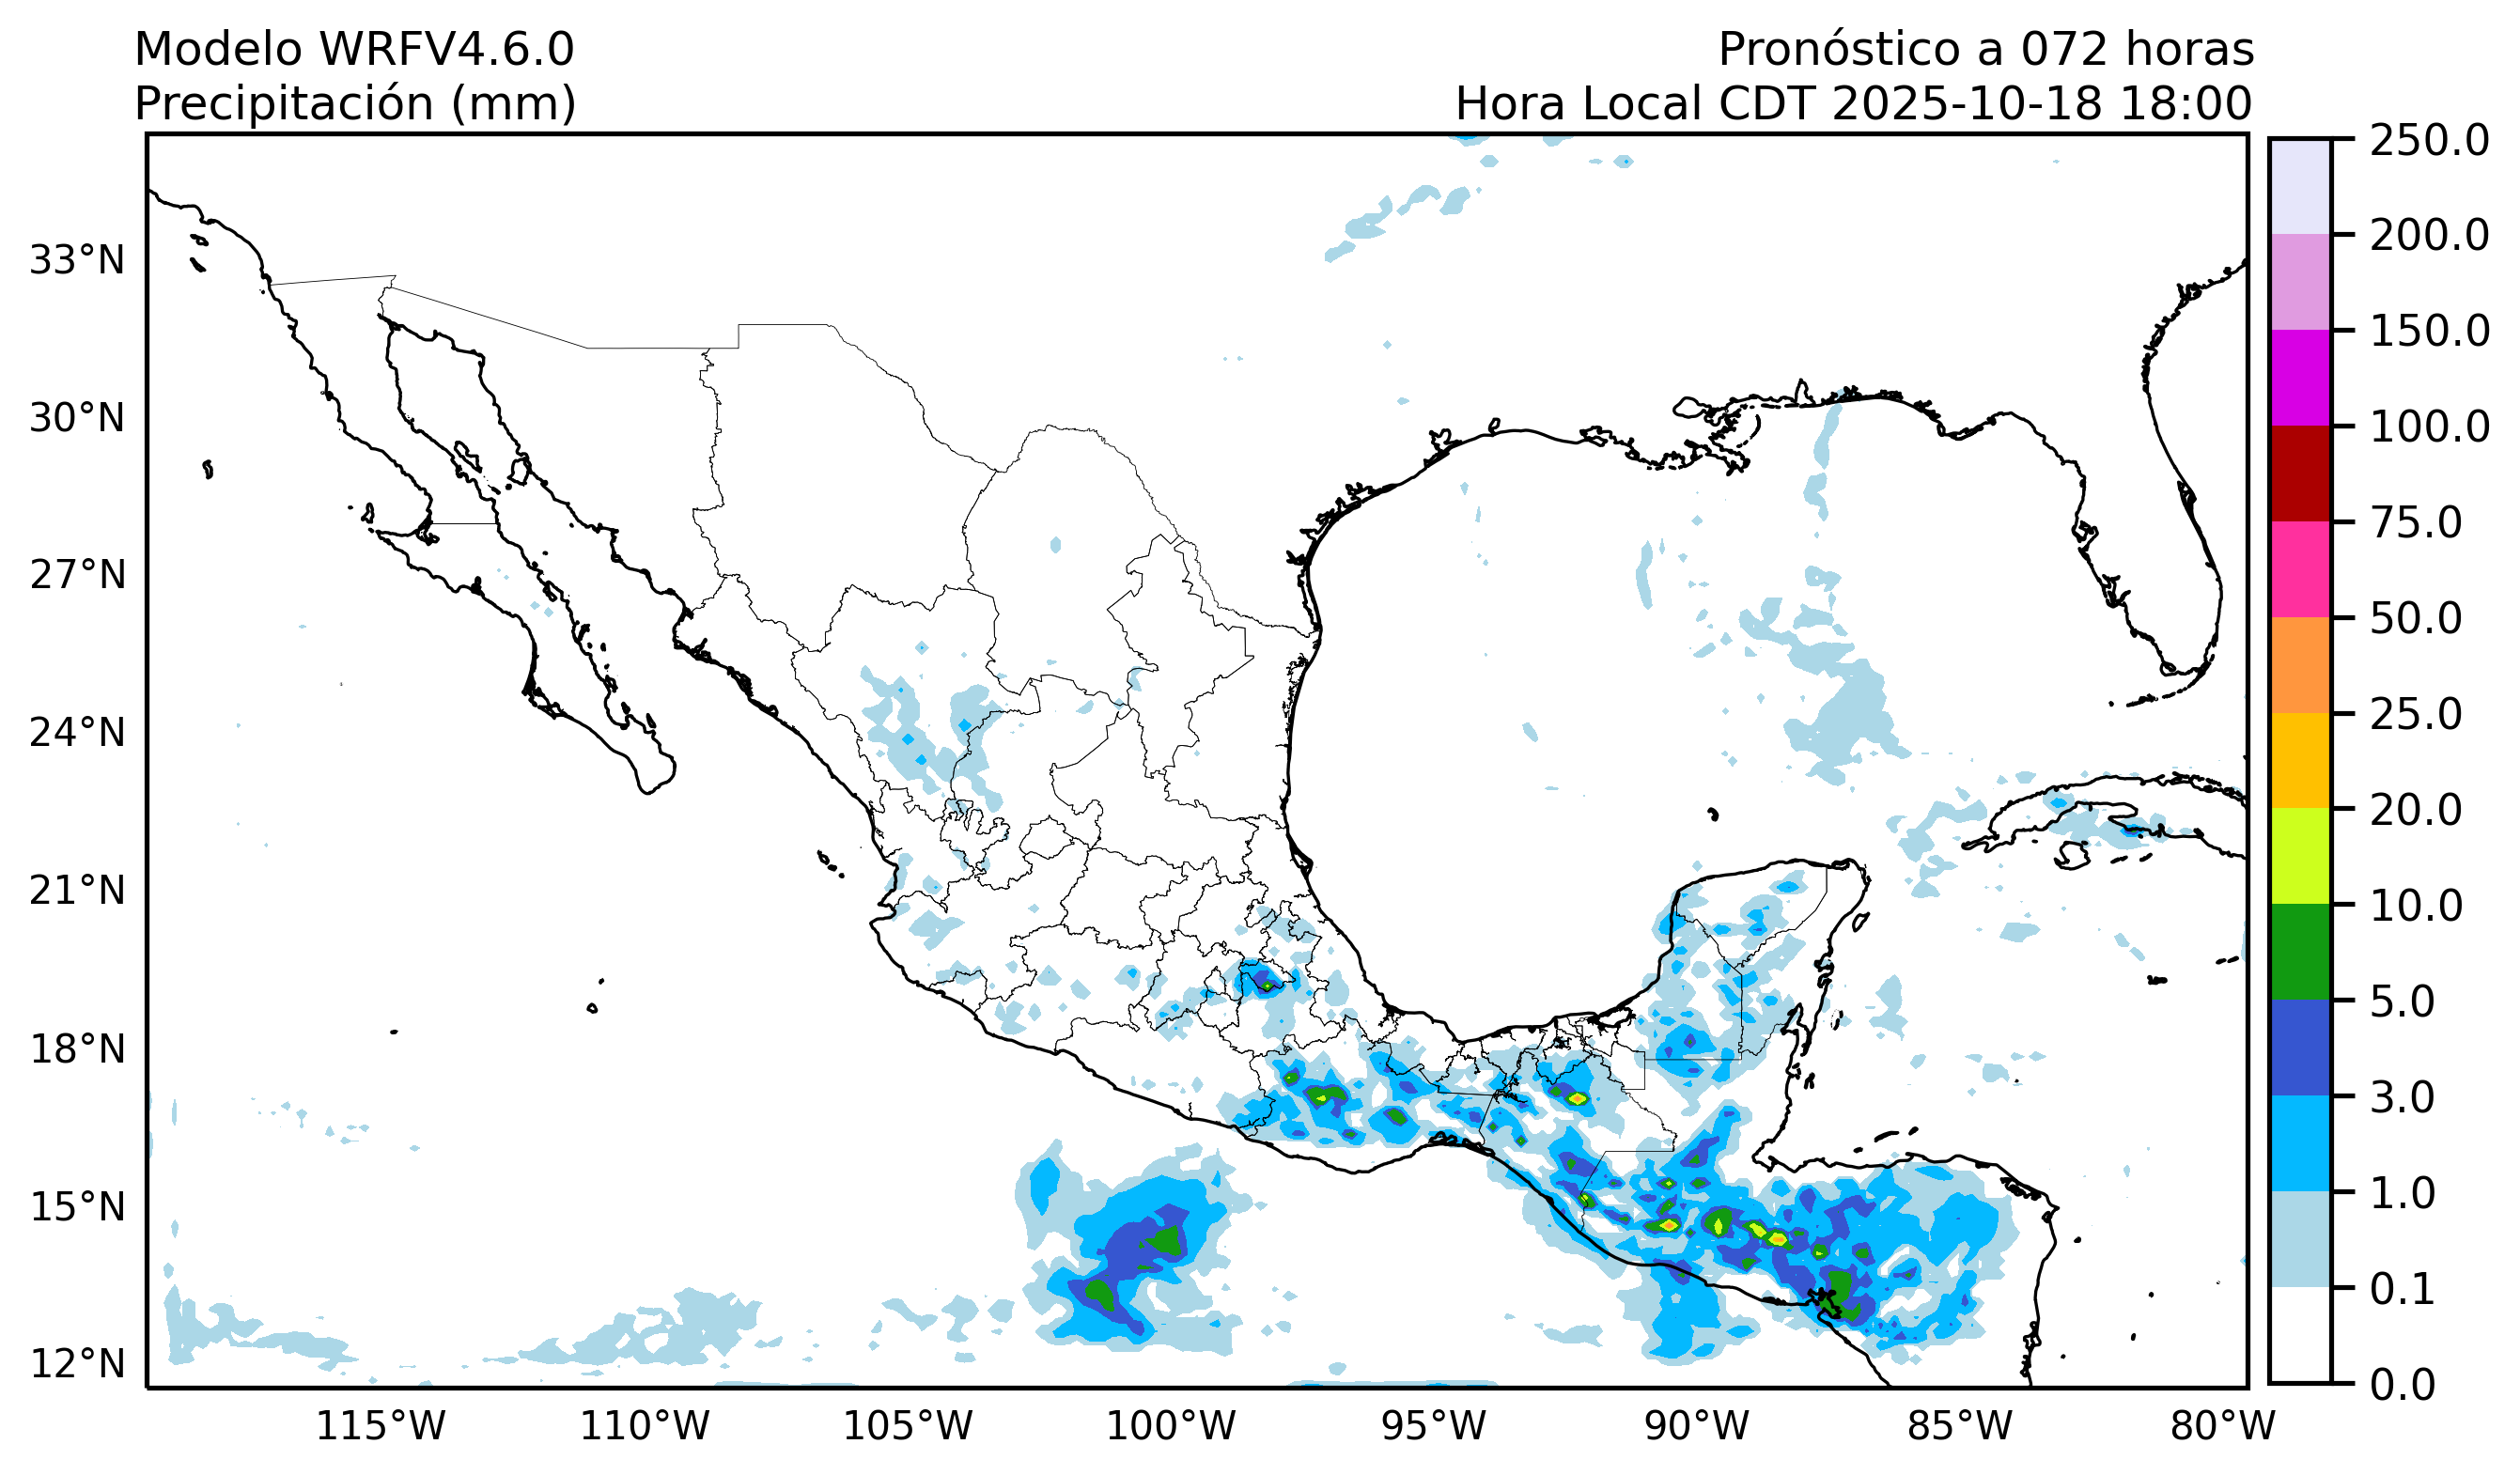 Modelo WRFV4.6.0
Precipitación (mm)
Pronóstico a 072 horas
Hora Local CDT 2025-10-18 18:00
33°N
30°N
27°N
24°N
21°N
18°N
15°N
12°N
115°W
110°W
105°W
100°W
95°W
90°W
85°W
80°W
250.0
200.0
150.0
100.0
75.0
50.0
25.0
20.0
10.0
5.0
3.0
1.0
0.1
0.0